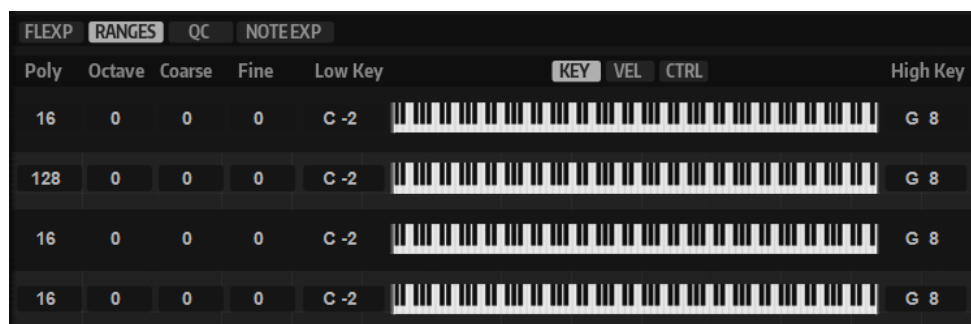 FLEXP RANGES QC NOTE EXP
Poly Octave Coarse Fine Low Key KEY VEL CTRL High Key
16 0 0 0 C -2 G 8
128 0 0 0 C -2 G 8
16 0 0 0 C -2 G 8
16 0 0 0 C -2 G 8